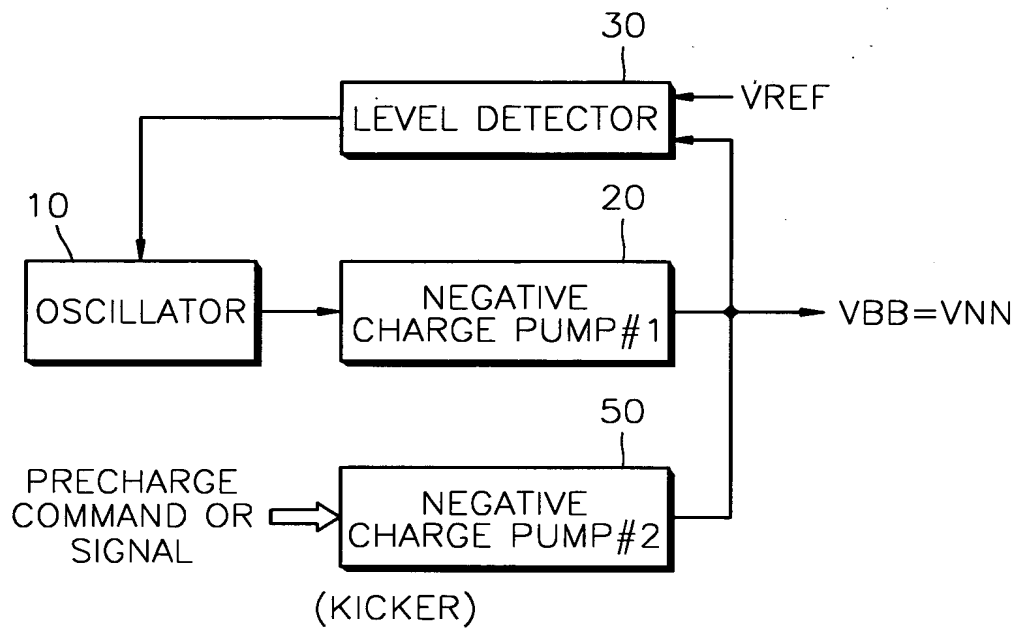 30
LEVEL DETECTOR
VREF
10
OSCILLATOR
20
NEGATIVE
CHARGE PUMP#1
VBB=VNN
50
PRECHARGE
COMMAND OR
SIGNAL
NEGATIVE
CHARGE PUMP#2
(KICKER)